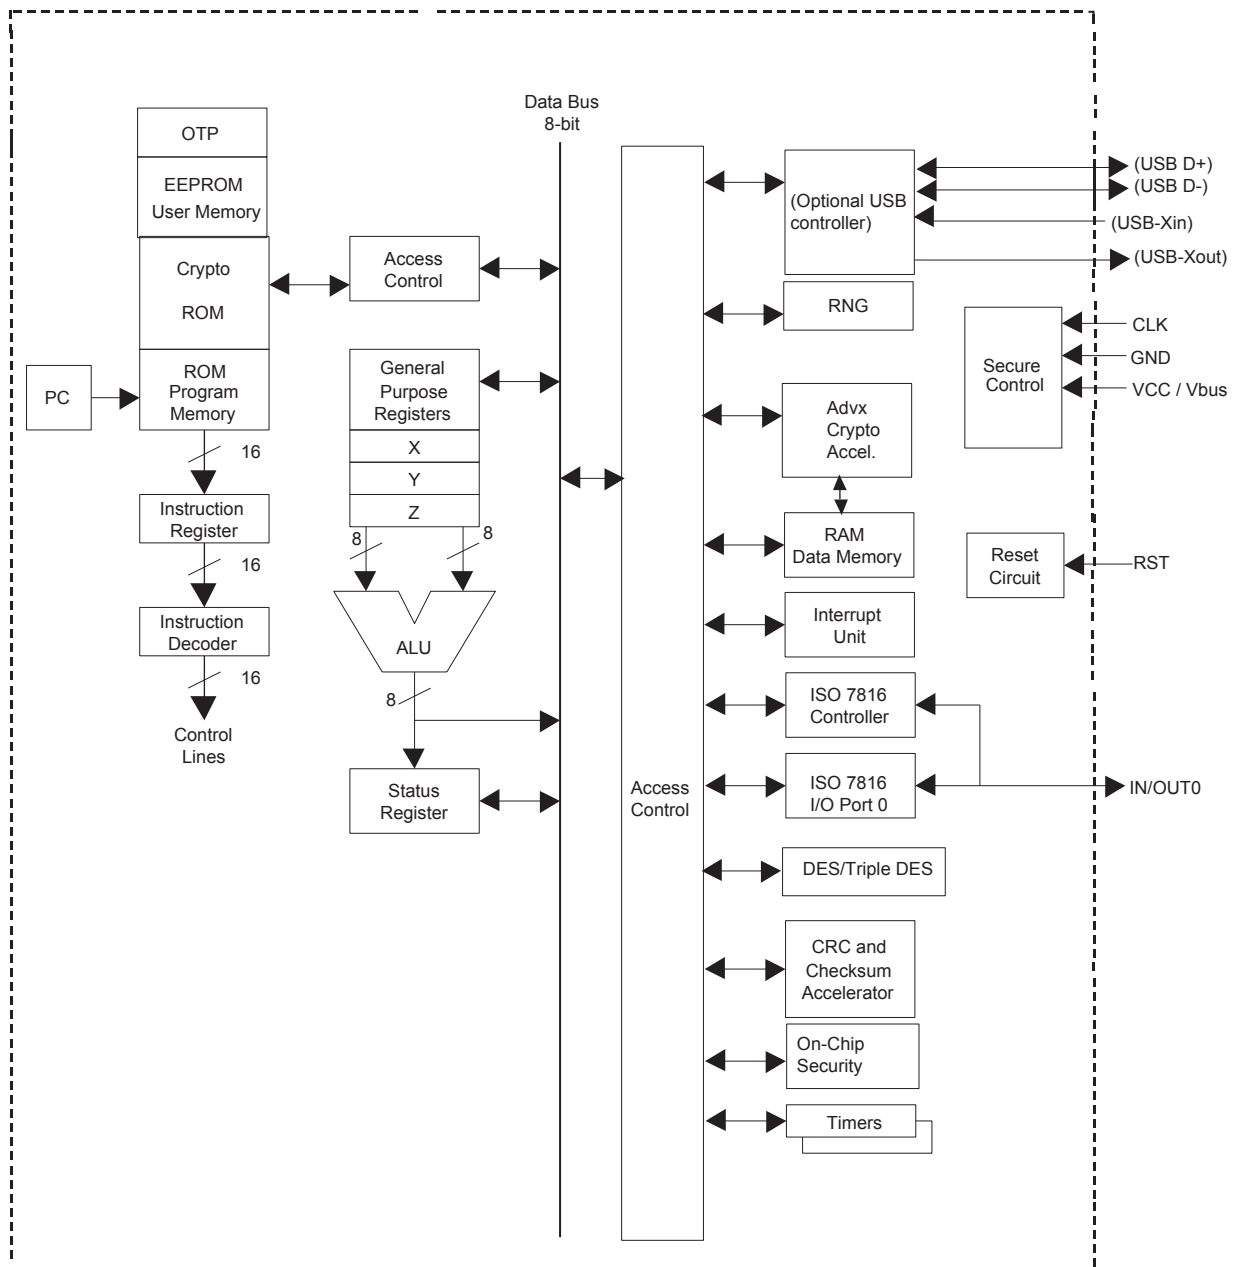 Data Bus
8-bit
OTP
EEPROM
User Memory
Crypto
ROM
ROM
Program
Memory
PC
16
Instruction
Register
16
Instruction
Decoder
16
Control
Lines
Access
Control
General
Purpose
Registers
X
Y
Z
8
8
ALU
8
Status
Register
Access
Control
(Optional USB
controller)
RNG
Advx
Crypto
Accel.
RAM
Data Memory
Interrupt
Unit
ISO 7816
Controller
ISO 7816
I/O Port 0
DES/Triple DES
CRC and
Checksum
Accelerator
On-Chip
Security
Timers
Secure
Control
Reset
Circuit
(USB D+)
(USB D-)
(USB-Xin)
(USB-Xout)
CLK
GND
VCC / Vbus
RST
IN/OUT0